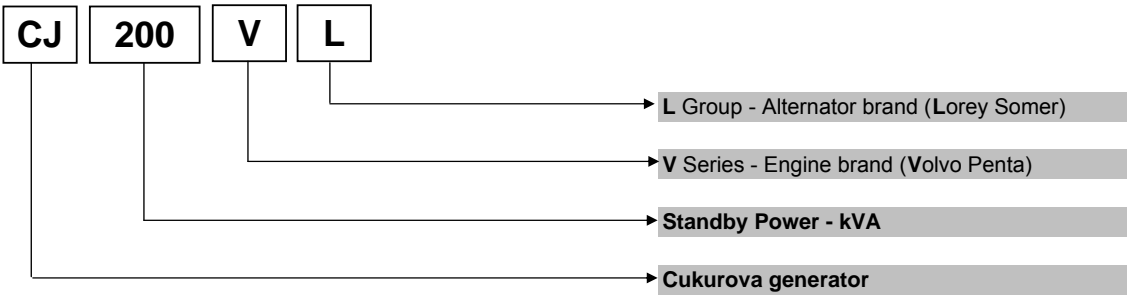 CJ 200 V L
L Group - Alternator brand (Lorey Somer)
V Series - Engine brand (Volvo Penta)
Standby Power - kVA
Cukurova generator